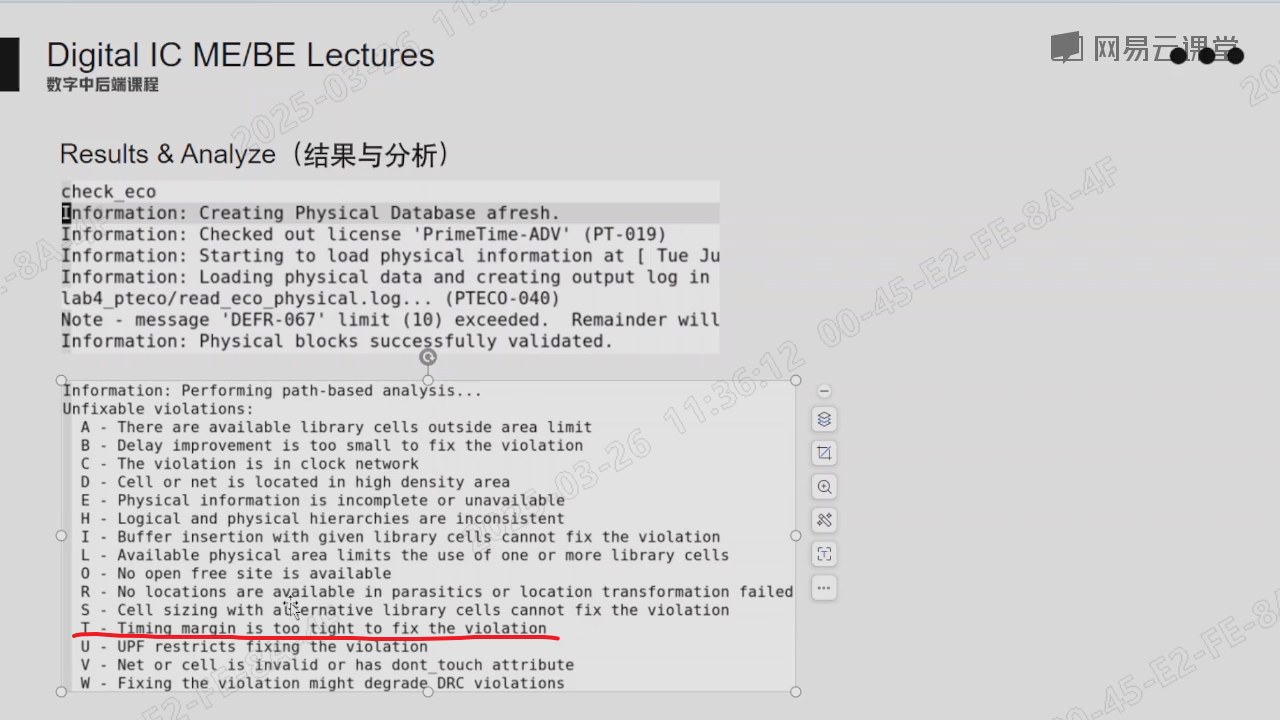 Digital IC ME/BE Lectures
数字中后端课程
网易云课堂
Results & Analyze（结果与分析）
check_eco
Information: Creating Physical Database afresh.
Information: Checked out license 'PrimeTime-ADV' (PT-019)
Information: Starting to load physical information at [ Tue Ju
Information: Loading physical data and creating output log in
lab4_pteco/read_eco_physical.log... (PTECO-040)
Note - message 'DEFR-067' limit (10) exceeded.  Remainder will
Information: Physical blocks successfully validated.
Information: Performing path-based analysis...
Unfixable violations:
A - There are available library cells outside area limit
B - Delay improvement is too small to fix the violation
C - The violation is in clock network
D - Cell or net is located in high density area
E - Physical information is incomplete or unavailable
H - Logical and physical hierarchies are inconsistent
I - Buffer insertion with given library cells cannot fix the violation
L - Available physical area limits the use of one or more library cells
O - No open free site is available
R - No locations are available in parasitics or location transformation failed
S - Cell sizing with alternative library cells cannot fix the violation
T - Timing margin is too tight to fix the violation
U - UPF restricts fixing the violation
V - Net or cell is invalid or has dont_touch attribute
W - Fixing the violation might degrade DRC violations
2025-03-26 11:36:12 00-45-E2-FE-8A-4F